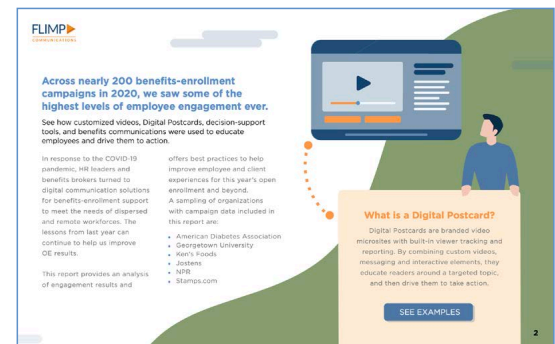 FLIMP
COMMUNICATIONS
Across nearly 200 benefits-enrollment
campaigns in 2020, we saw some of the
highest levels of employee engagement ever.
See how customized videos, Digital Postcards, decision-support
tools, and benefits communications were used to educate
employees and drive them to action.
In response to the COVID-19
pandemic, HR leaders and
benefits brokers turned to
digital communication solutions
for benefits-enrollment support
to meet the needs of dispersed
and remote workforces. The
lessons from last year can
continue to help us improve
OE results.
This report provides an analysis
of engagement results and
offers best practices to help
improve employee and client
experiences for this year's open
enrollment and beyond.
A sampling of organizations
with campaign data included in
this report are:
• American Diabetes Association
• Georgetown University
• Ken's Foods
• Jostens
• NPR
• Stamps.com
What is a Digital Postcard?
Digital Postcards are branded video
microsites with built-in viewer tracking and
reporting. By combining custom videos,
messaging and interactive elements, they
educate readers around a targeted topic,
and then drive them to take action.
SEE EXAMPLES
2